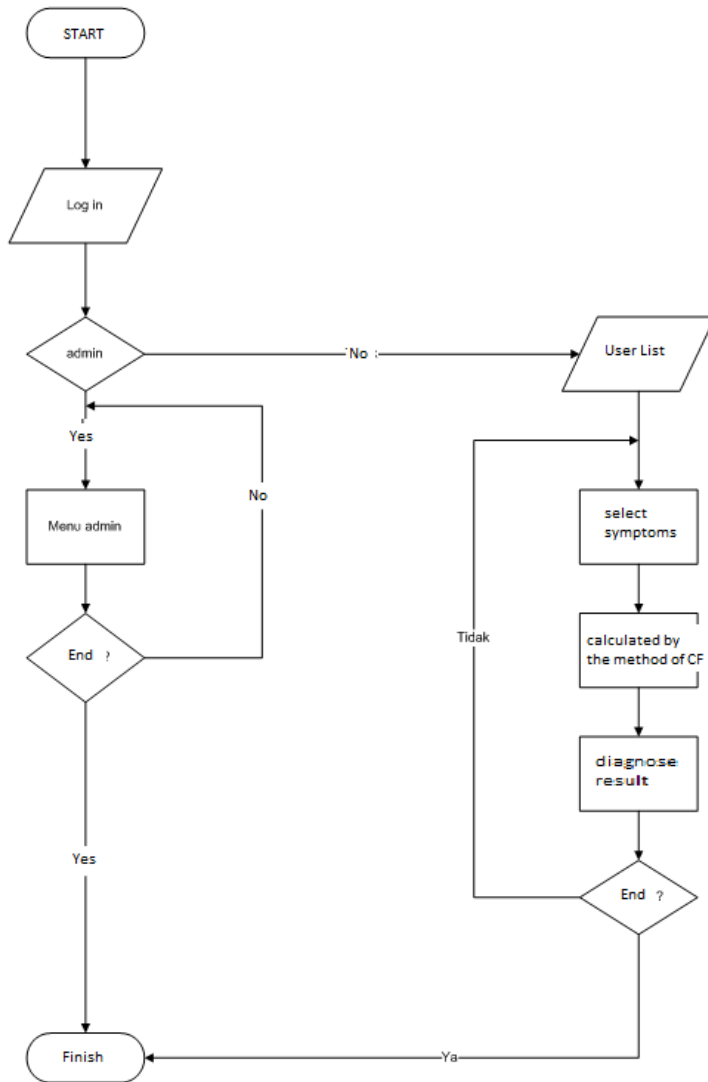 START
Log in
admin
No :
User List
Yes
No
Menu admin
select
symptoms
End ?
Tidak
calculated by
the method of CF
diagnose
result
Yes
End ?
Finish
Ya